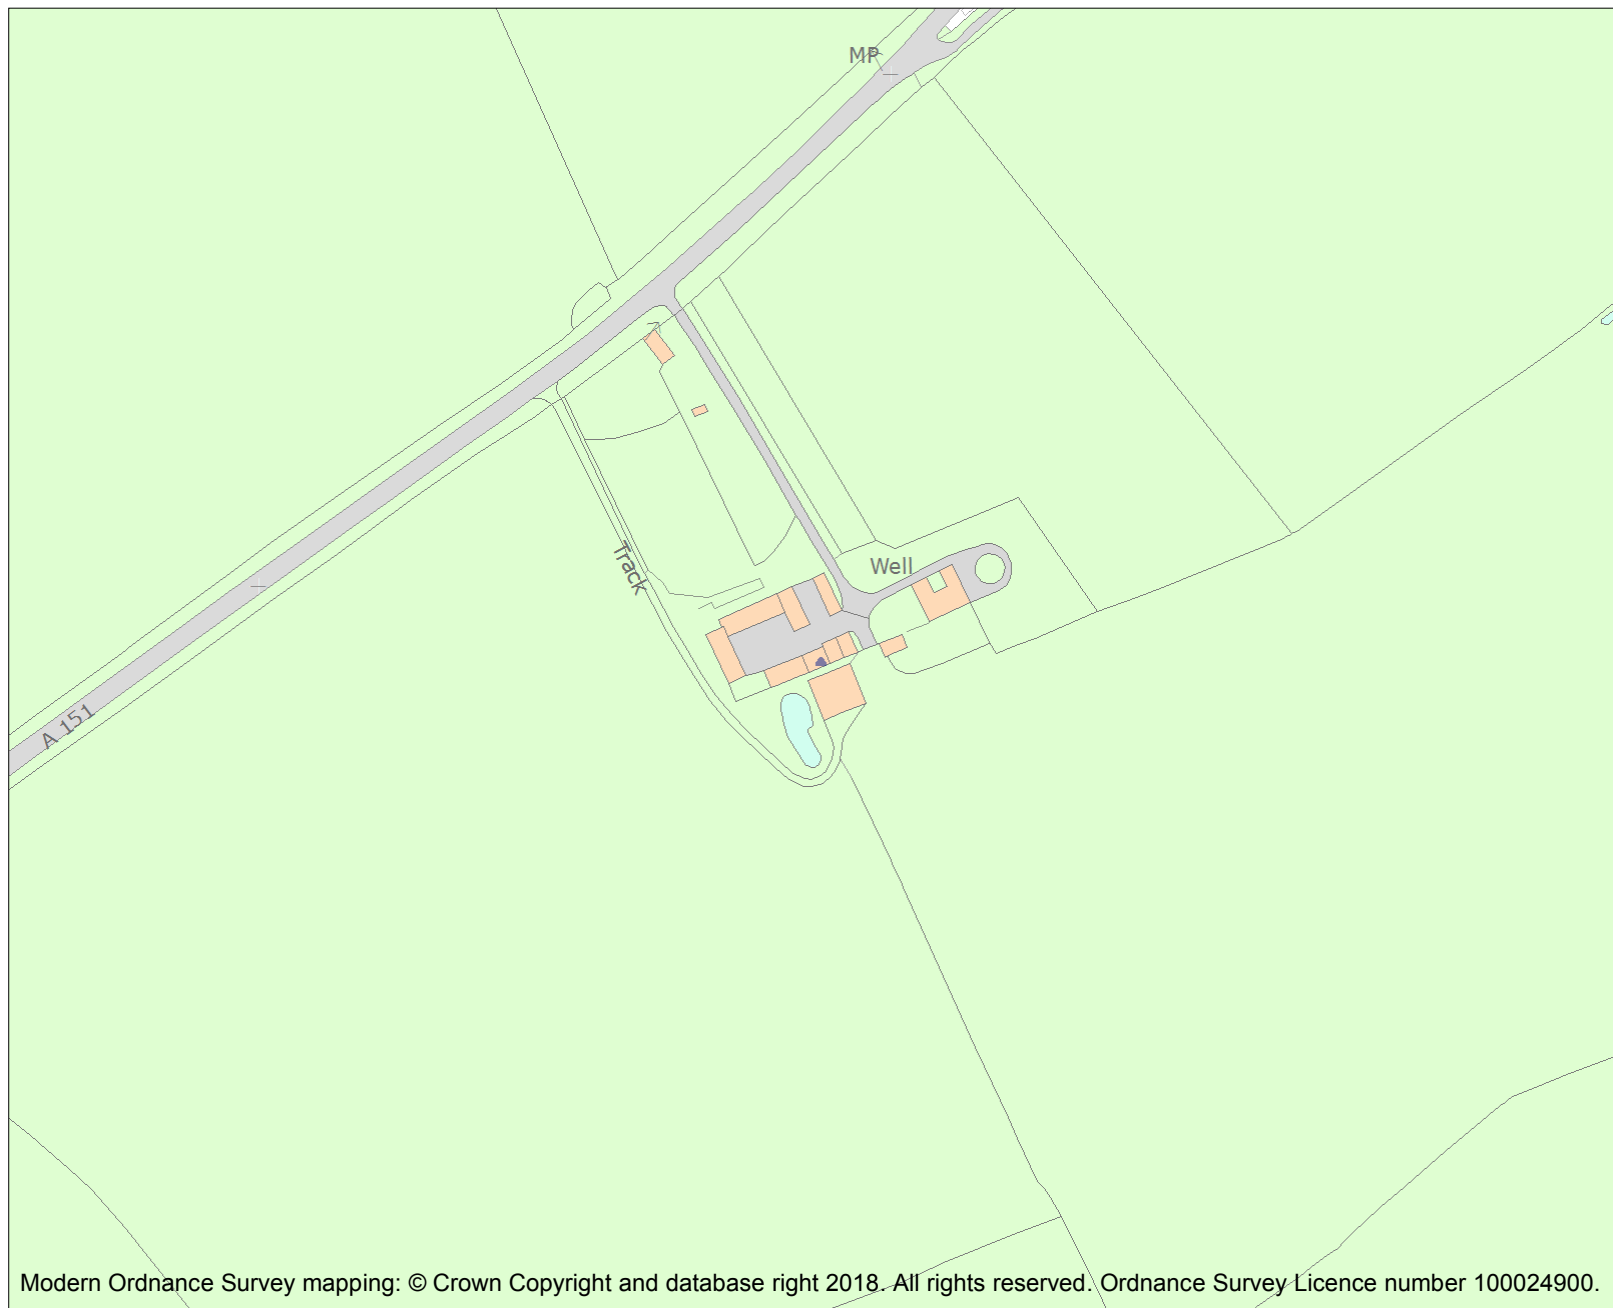 MP
Well
Track
A 151
Modern Ordnance Survey mapping: © Crown Copyright and database right 2018. All rights reserved. Ordnance Survey Licence number 100024900.